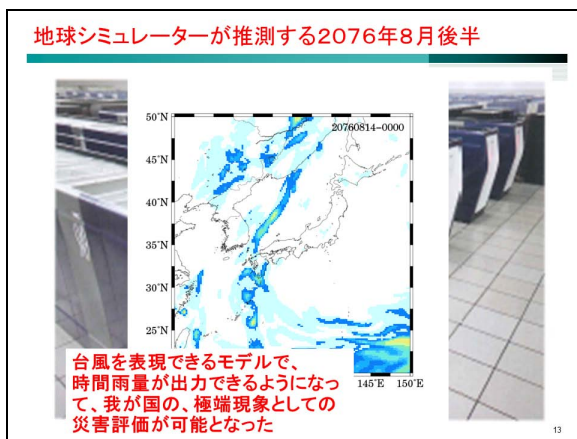 地球シミュレーターが推測する2076年8月後半
50°N
20760814-0000
45°N
40°N
35°N
30°N
25°N
145°E 150°E
台風を表現できるモデルで、
時間雨量が出力できるようになっ
て、我が国の、極端現象としての
災害評価が可能となった
13